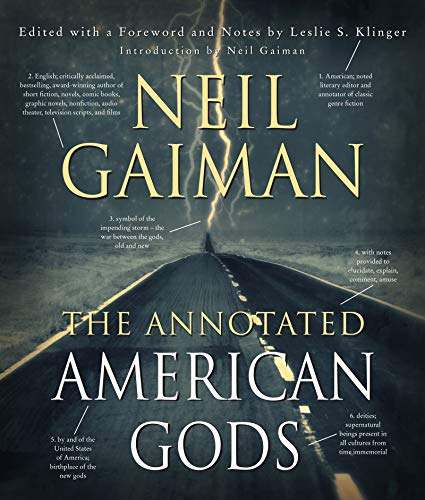 Edited with a Foreword and Notes by Leslie S. Klinger
Introduction by Neil Gaiman
2. English; critically acclaimed,
bestselling, award-winning author of
short fiction, novels, comic books,
graphic novels, nonfiction, audio
theater, television scripts, and films
1. American; noted
literary editor and
annotator of classic
genre fiction
NEIL
GAIMAN
3. symbol of the
impending storm – the
war between the gods,
old and new
4. with notes
provided to
elucidate, explain,
comment, amuse
THE ANNOTATED
AMERICAN
GODS
5. by and of the
United States
of America;
birthplace of the
new gods
6. deities;
supernatural
beings present in
all cultures from
time immemorial